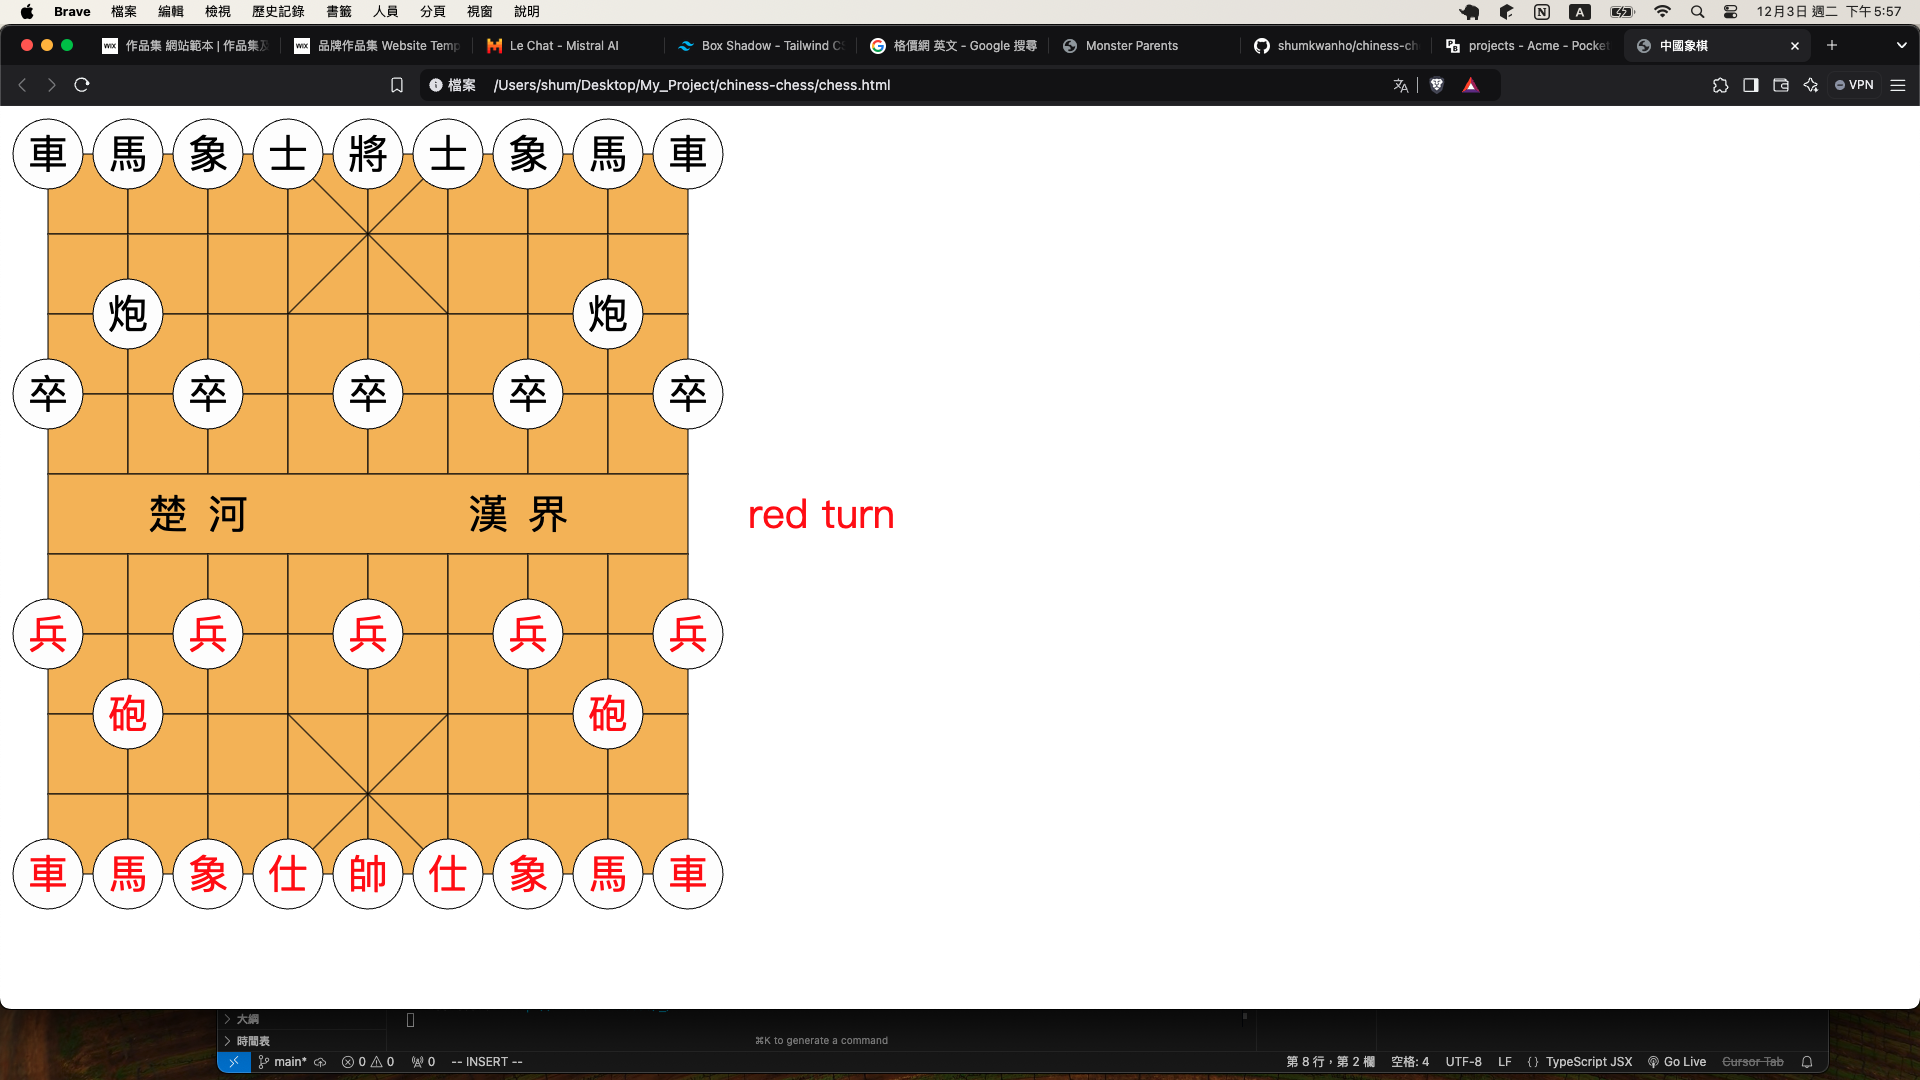 Brave 檔案 編輯 檢視 歷史記錄 書籤 人員 分頁 視窗 說明 A 12月3日 週二 下午5:57
WIX 作品集 網站範本 | 作品集及 WIX 品牌作品集 Website Temp Le Chat - Mistral AI Box Shadow - Tailwind CS 格價網 英文 - Google 搜尋 Monster Parents shumkwanho/chiness-ch projects - Acme - Pocket 中國象棋
檔案 /Users/shum/Desktop/My_Project/chiness-chess/chess.html VPN
車 馬 象 士 將 士 象 馬 車
炮 炮
卒 卒 卒 卒 卒
楚 河 漢 界 red turn
兵 兵 兵 兵 兵
砲 砲
車 馬 象 仕 帥 仕 象 馬 車
大綱
時間表 ⌘K to generate a command
main* 0 0 0 -- INSERT -- 第 8 行，第 2 欄 空格: 4 UTF-8 LF {} TypeScript JSX Go Live Cursor Tab